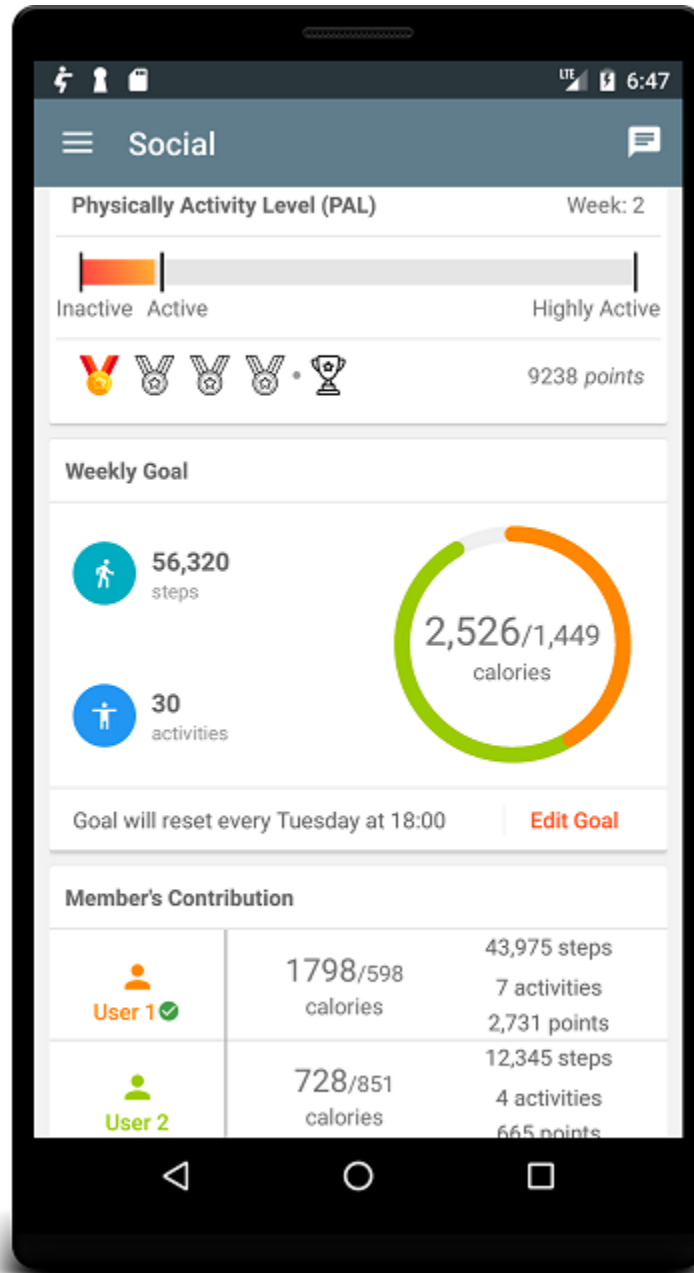 LTE 6:47
Social
Physically Activity Level (PAL) Week: 2
Inactive Active Highly Active
9238 points
Weekly Goal
56,320
steps
2,526/1,449
calories
30
activities
Goal will reset every Tuesday at 18:00 Edit Goal
Member's Contribution
User 1
1798/598
calories
43,975 steps
7 activities
2,731 points
User 2
728/851
calories
12,345 steps
4 activities
665 points